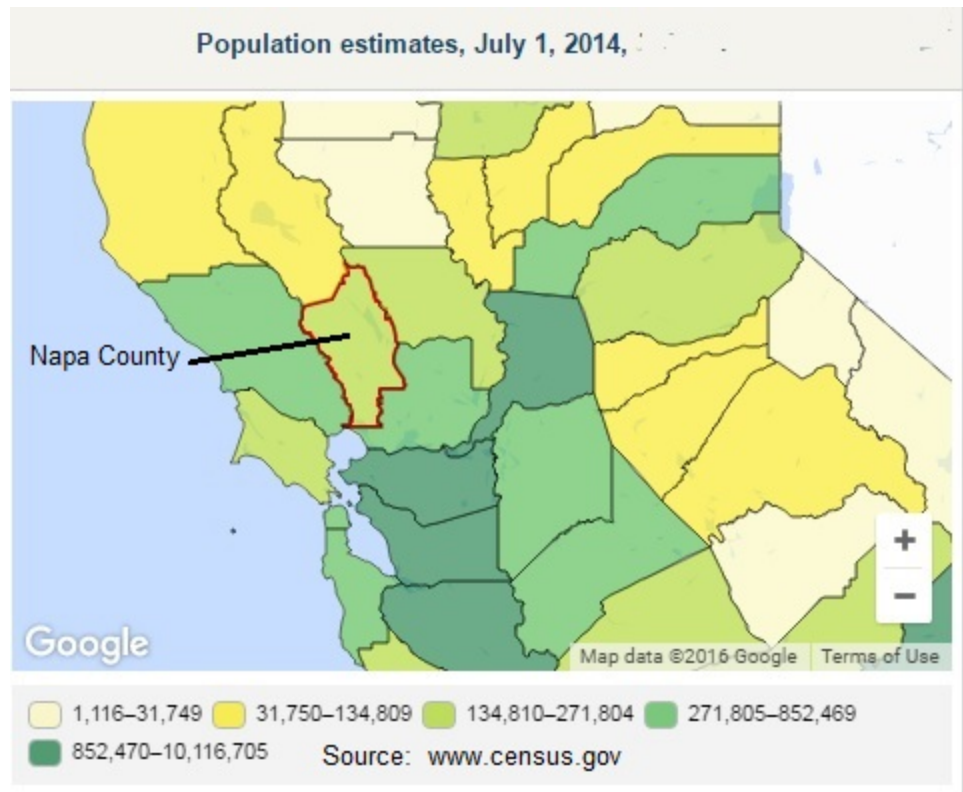 Population estimates, July 1, 2014,
Napa County
+
−
Google
Map data ©2016 Google Terms of Use
1,116–31,749 31,750–134,809 134,810–271,804 271,805–852,469
852,470–10,116,705 Source: www.census.gov